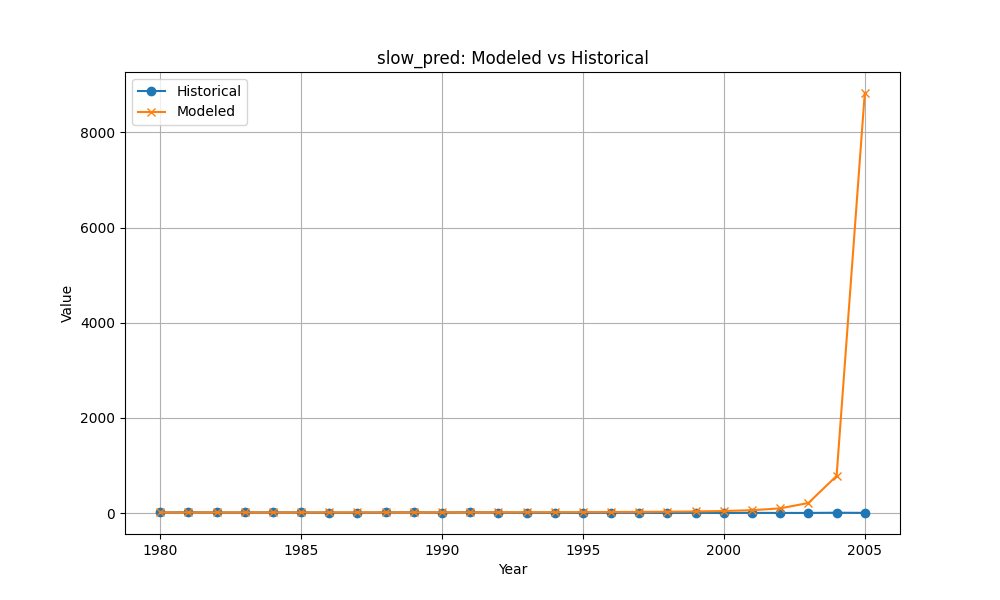 slow_pred: Modeled vs Historical
Historical
Modeled
8000
6000
4000
2000
0
Value
1980 1985 1990 1995 2000 2005
Year